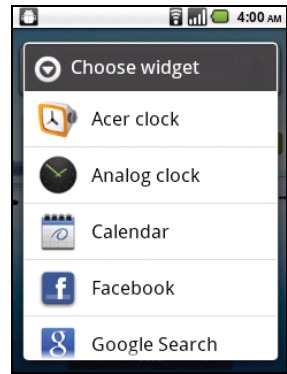 4:00 AM
Choose widget
Acer clock
Analog clock
Calendar
Facebook
Google Search